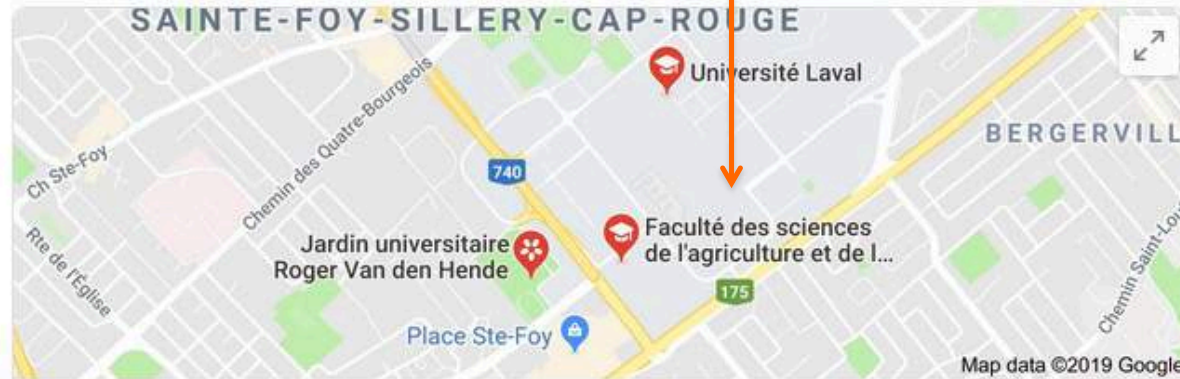 SAINTE-FOY-SILLERY-CAP-ROUGE
Université Laval
BERGERVILL
Ch Ste-Foy
Chemin des Quatre-Bourgeois
740
Rte de l'Église
Jardin universitaire
Roger Van den Hende
Faculté des sciences
de l'agriculture et de l...
175
Chemin Saint-Lou
Place Ste-Foy
Map data ©2019 Google